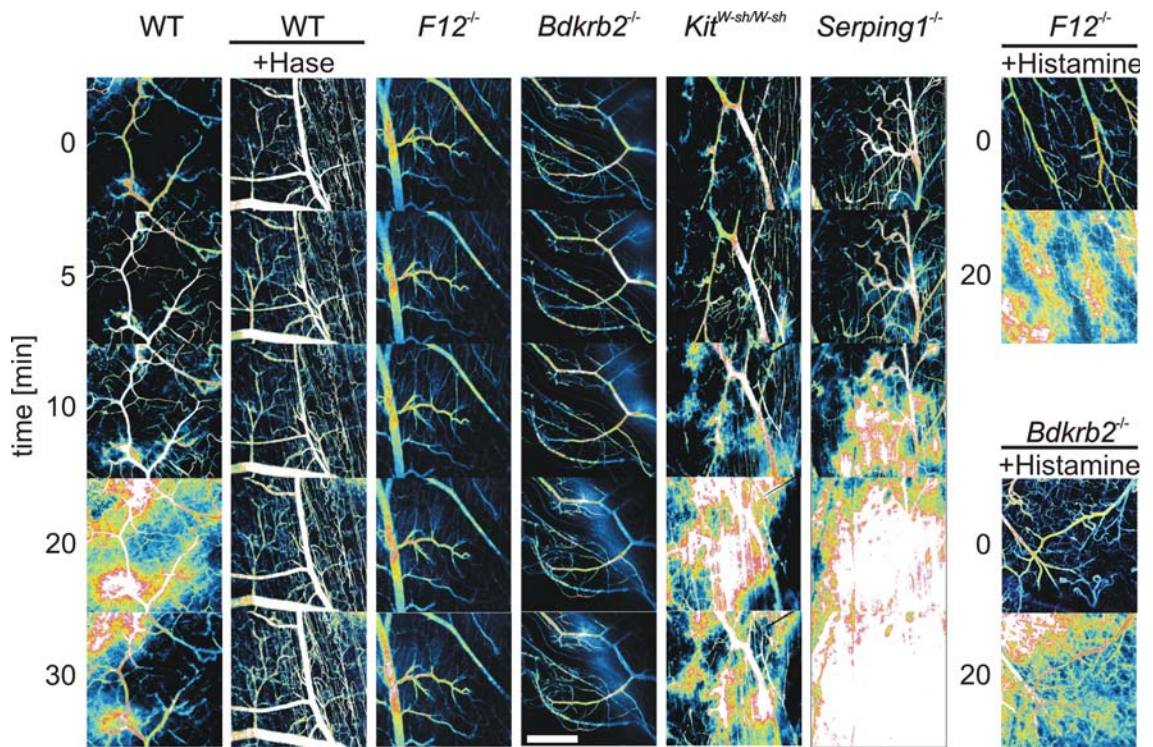 WT WT F12-/- Bdkrb2-/- KitW-sh/W-sh Serping1-/- F12-/-
+Hase +Histamine
0 0
5 20
time [min]
10 Bdkrb2-/-
+Histamine
20 0
30 20